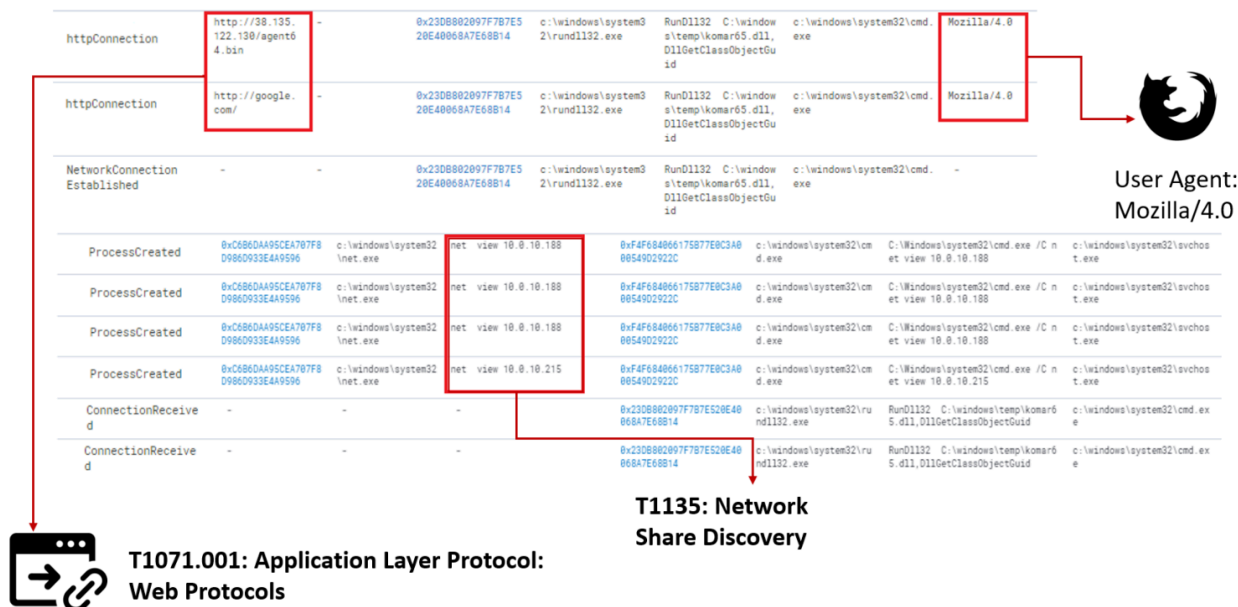 httpConnection
http://38.135.
122.130/agent6
4.bin
-
0x23DB802097F7B7E5
20E40068A7E68B14
c:\windows\system3
2\rundll32.exe
RunDll32 C:\window
s\temp\komar65.dll,
DllGetClassObjectGu
id
c:\windows\system32\cmd.
exe
Mozilla/4.0
httpConnection
http://google.
com/
-
0x23DB802097F7B7E5
20E40068A7E68B14
c:\windows\system3
2\rundll32.exe
RunDll32 C:\window
s\temp\komar65.dll,
DllGetClassObjectGu
id
c:\windows\system32\cmd.
exe
Mozilla/4.0
NetworkConnection
Established
-
-
0x23DB802097F7B7E5
20E40068A7E68B14
c:\windows\system3
2\rundll32.exe
RunDll32 C:\window
s\temp\komar65.dll,
DllGetClassObjectGu
id
c:\windows\system32\cmd.
exe
-
User Agent:
Mozilla/4.0
ProcessCreated
0xC6B6DAA95CEA707F8
D986D933E4A9596
c:\windows\system32
\net.exe
net view 10.0.10.188
0xF4F684066175B77E0C3A0
00549D2922C
c:\windows\system32\cm
d.exe
C:\Windows\system32\cmd.exe /C n
et view 10.0.10.188
c:\windows\system32\svchos
t.exe
ProcessCreated
0xC6B6DAA95CEA707F8
D986D933E4A9596
c:\windows\system32
\net.exe
net view 10.0.10.188
0xF4F684066175B77E0C3A0
00549D2922C
c:\windows\system32\cm
d.exe
C:\Windows\system32\cmd.exe /C n
et view 10.0.10.188
c:\windows\system32\svchos
t.exe
ProcessCreated
0xC6B6DAA95CEA707F8
D986D933E4A9596
c:\windows\system32
\net.exe
net view 10.0.10.188
0xF4F684066175B77E0C3A0
00549D2922C
c:\windows\system32\cm
d.exe
C:\Windows\system32\cmd.exe /C n
et view 10.0.10.188
c:\windows\system32\svchos
t.exe
ProcessCreated
0xC6B6DAA95CEA707F8
D986D933E4A9596
c:\windows\system32
\net.exe
net view 10.0.10.215
0xF4F684066175B77E0C3A0
00549D2922C
c:\windows\system32\cm
d.exe
C:\Windows\system32\cmd.exe /C n
et view 10.0.10.215
c:\windows\system32\svchos
t.exe
ConnectionReceive
d
-
-
-
0x23DB802097F7B7E520E40
068A7E68B14
c:\windows\system32\ru
ndll32.exe
RunDll32 C:\windows\temp\komar6
5.dll,DllGetClassObjectGuid
c:\windows\system32\cmd.ex
e
ConnectionReceive
d
-
-
-
0x23DB802097F7B7E520E40
068A7E68B14
c:\windows\system32\ru
ndll32.exe
RunDll32 C:\windows\temp\komar6
5.dll,DllGetClassObjectGuid
c:\windows\system32\cmd.ex
e
T1135: Network
Share Discovery
T1071.001: Application Layer Protocol:
Web Protocols